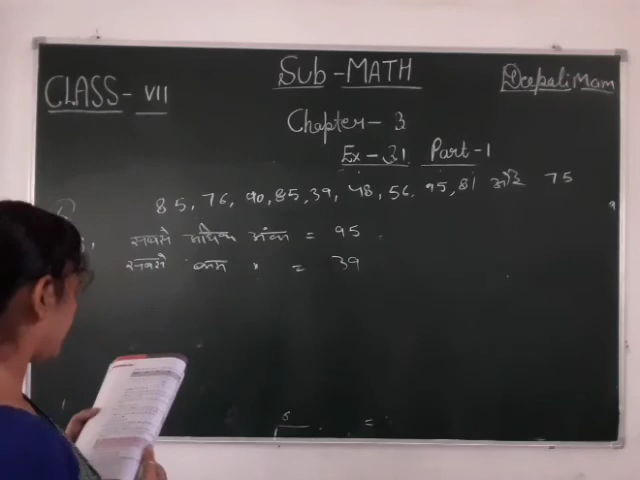 CLASS - VII
Sub - MATH
Deepali Mam
Chapter - 3
Ex - 3.1 Part - 1
85, 76, 90, 85, 39, 48, 56, 95, 81 और 75
सबसे अधिक अंक = 95
सबसे कम " = 39
=